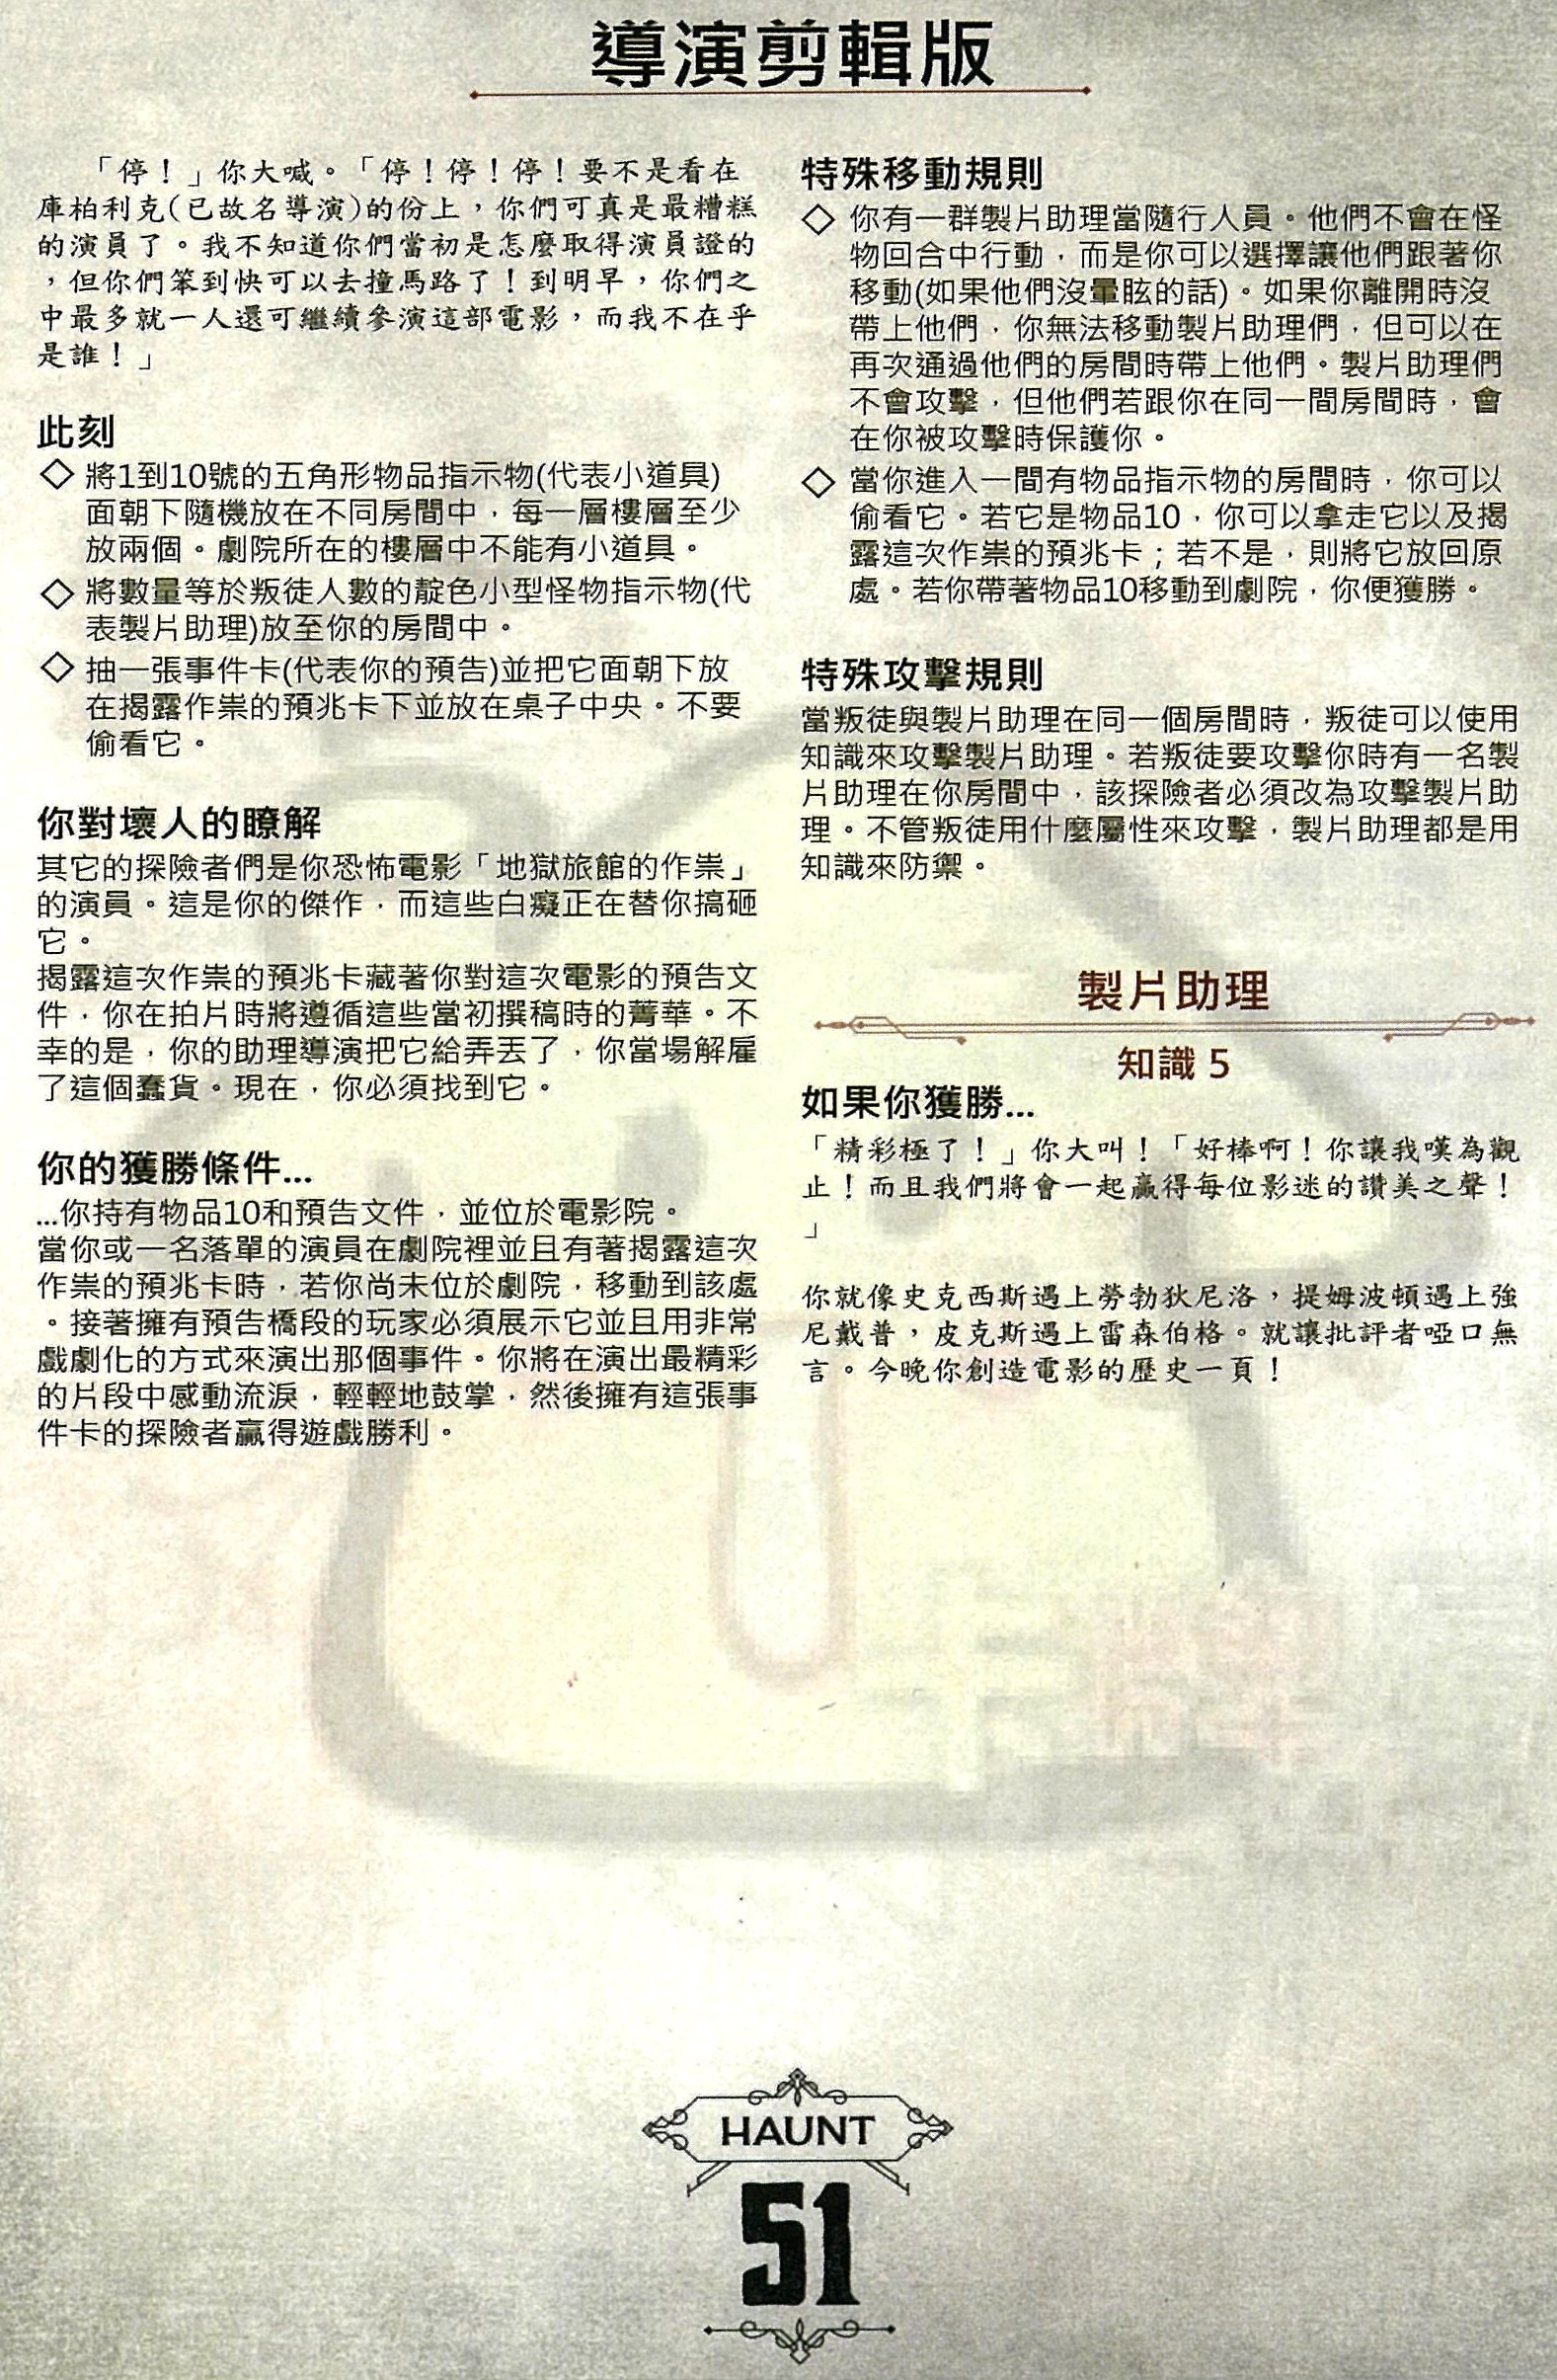 導演剪輯版
「停！」你大喊。「停！停！停！要不是看在
庫柏利克(已故名導演)的份上，你們可真是最糟糕
的演員了。我不知道你們當初是怎麼取得演員證的
，但你們笨到快可以去撞馬路了！到明早，你們之
中最多就一人還可繼續參演這部電影，而我不在乎
是誰！」
此刻
◇ 將1到10號的五角形物品指示物(代表小道具)
面朝下隨機放在不同房間中，每一層樓層至少
放兩個。劇院所在的樓層中不能有小道具。
◇ 將數量等於叛徒人數的靛色小型怪物指示物(代
表製片助理)放至你的房間中。
◇ 抽一張事件卡(代表你的預告)並把它面朝下放
在揭露作祟的預兆卡下並放在桌子中央。不要
偷看它。
你對壞人的瞭解
其它的探險者們是你恐怖電影「地獄旅館的作祟」
的演員。這是你的傑作，而這些白癡正在替你搞砸
它。
揭露這次作祟的預兆卡藏著你對這次電影的預告文
件，你在拍片時將遵循這些當初撰稿時的菁華。不
幸的是，你的助理導演把它給弄丟了，你當場解雇
了這個蠢貨。現在，你必須找到它。
你的獲勝條件...
...你持有物品10和預告文件，並位於電影院。
當你或一名落單的演員在劇院裡並且有著揭露這次
作祟的預兆卡時，若你尚未位於劇院，移動到該處
。接著擁有預告橋段的玩家必須展示它並且用非常
戲劇化的方式來演出那個事件。你將在演出最精彩
的片段中感動流淚，輕輕地鼓掌，然後擁有這張事
件卡的探險者贏得遊戲勝利。
特殊移動規則
◇ 你有一群製片助理當隨行人員。他們不會在怪
物回合中行動，而是你可以選擇讓他們跟著你
移動(如果他們沒暈眩的話)。如果你離開時沒
帶上他們，你無法移動製片助理們，但可以在
再次通過他們的房間時帶上他們。製片助理們
不會攻擊，但他們若跟你在同一間房間時，會
在你被攻擊時保護你。
◇ 當你進入一間有物品指示物的房間時，你可以
偷看它。若它是物品10，你可以拿走它以及揭
露這次作祟的預兆卡；若不是，則將它放回原
處。若你帶著物品10移動到劇院，你便獲勝。
特殊攻擊規則
當叛徒與製片助理在同一個房間時，叛徒可以使用
知識來攻擊製片助理。若叛徒要攻擊你時有一名製
片助理在你房間中，該探險者必須改為攻擊製片助
理。不管叛徒用什麼屬性來攻擊，製片助理都是用
知識來防禦。
製片助理
知識 5
如果你獲勝...
「精彩極了！」你大叫！「好棒啊！你讓我嘆為觀
止！而且我們將會一起贏得每位影迷的讚美之聲！
」
你就像史克西斯遇上勞勃狄尼洛，提姆波頓遇上強
尼戴普，皮克斯遇上雷森伯格。就讓批評者啞口無
言。今晚你創造電影的歷史一頁！
HAUNT
51